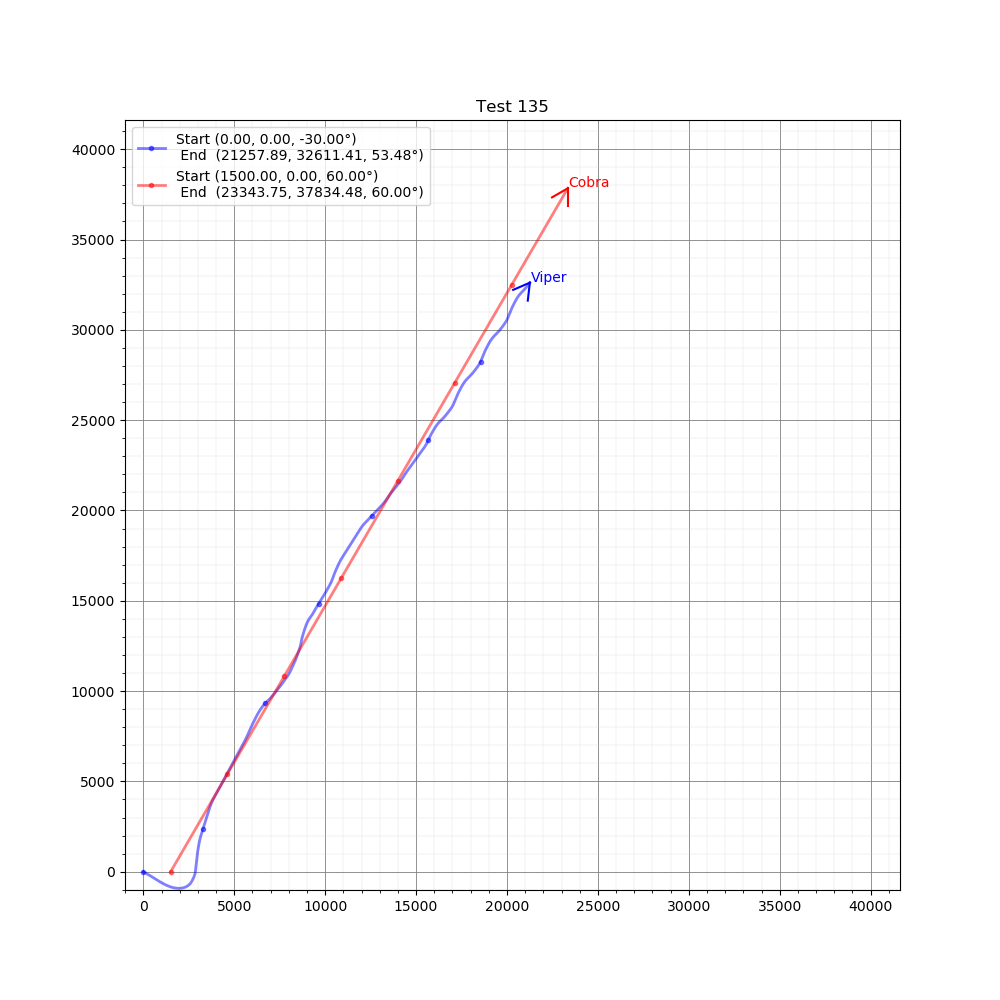 Test 135
Start (0.00, 0.00, -30.00°)
End (21257.89, 32611.41, 53.48°)
Start (1500.00, 0.00, 60.00°)
End (23343.75, 37834.48, 60.00°)
Cobra
Viper
40000
35000
30000
25000
20000
15000
10000
5000
0
0 5000 10000 15000 20000 25000 30000 35000 40000